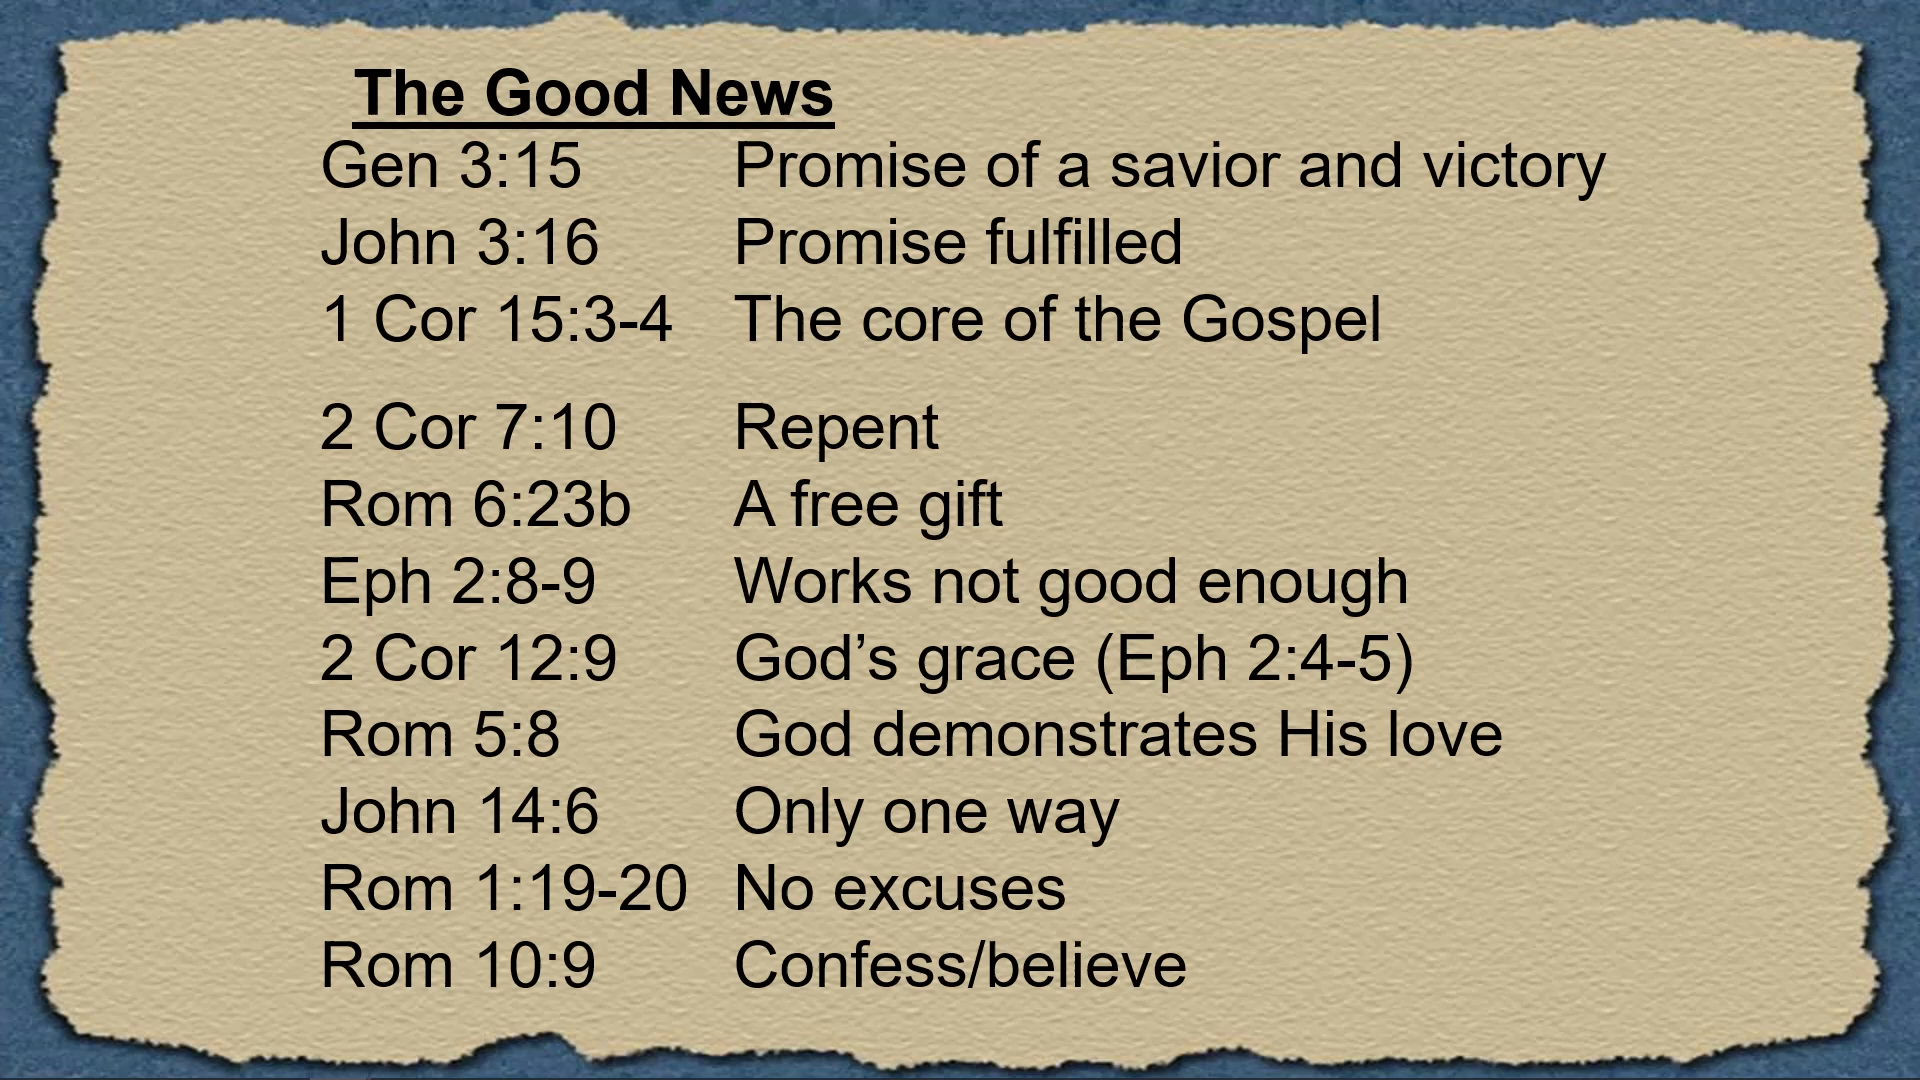 The Good News
Gen 3:15 Promise of a savior and victory
John 3:16 Promise fulfilled
1 Cor 15:3-4 The core of the Gospel
2 Cor 7:10 Repent
Rom 6:23b A free gift
Eph 2:8-9 Works not good enough
2 Cor 12:9 God’s grace (Eph 2:4-5)
Rom 5:8 God demonstrates His love
John 14:6 Only one way
Rom 1:19-20 No excuses
Rom 10:9 Confess/believe